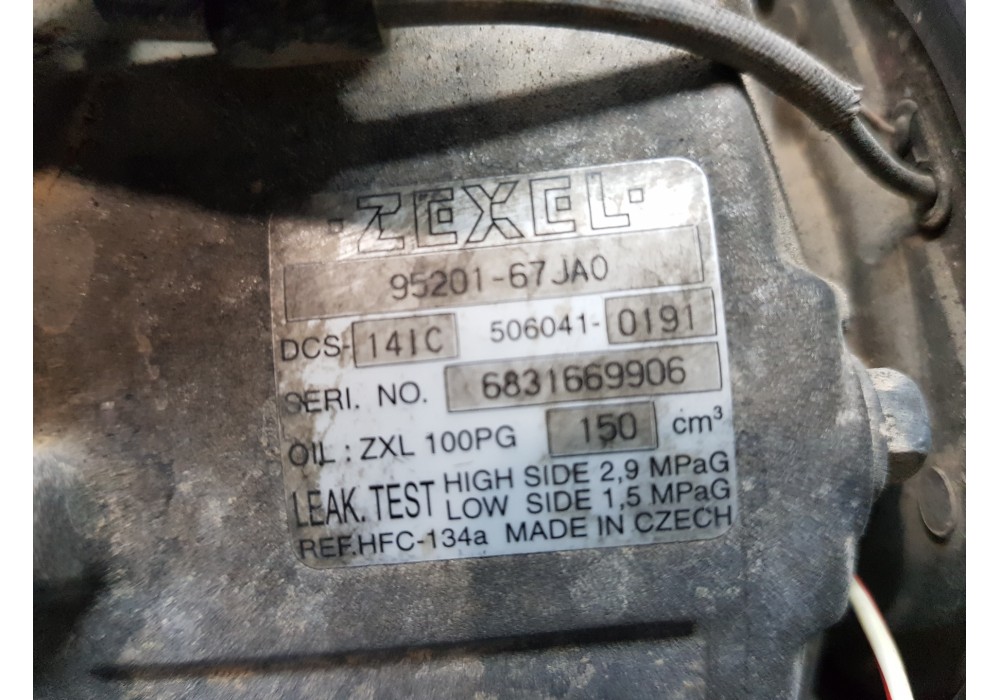 ·ZEXEL·
95201-67JA0
DCS-14IC 506041-0191
SERI. NO. 6831669906
OIL : ZXL 100PG 150 cm³
LEAK. TEST HIGH SIDE 2,9 MPaG
LOW SIDE 1,5 MPaG
REF.HFC-134a MADE IN CZECH